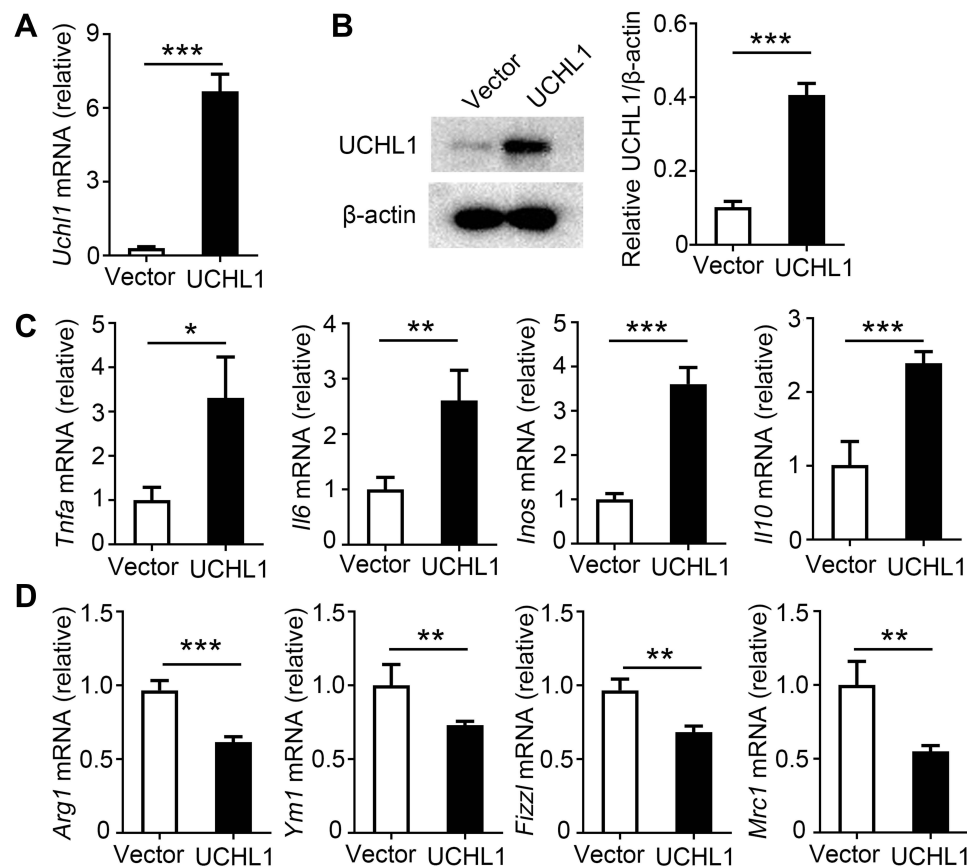 A
Uchl1 mRNA (relative)
9
6
3
0
***
Vector
UCHL1
B
Vector
UCHL1
UCHL1
β-actin
Relative UCHL1/β-actin
0.6
0.4
0.2
0
***
Vector
UCHL1
C
Tnfa mRNA (relative)
5
4
3
2
1
0
*
Vector
UCHL1
Il6 mRNA (relative)
4
3
2
1
0
**
Vector
UCHL1
Inos mRNA (relative)
5
4
3
2
1
0
***
Vector
UCHL1
Il10 mRNA (relative)
3
2
1
0
***
Vector
UCHL1
D
Arg1 mRNA (relative)
1.5
1.0
0.5
0
***
Vector
UCHL1
Ym1 mRNA (relative)
1.5
1.0
0.5
0
**
Vector
UCHL1
FizzI mRNA (relative)
1.5
1.0
0.5
0
**
Vector
UCHL1
Mrc1 mRNA (relative)
1.5
1.0
0.5
0
**
Vector
UCHL1